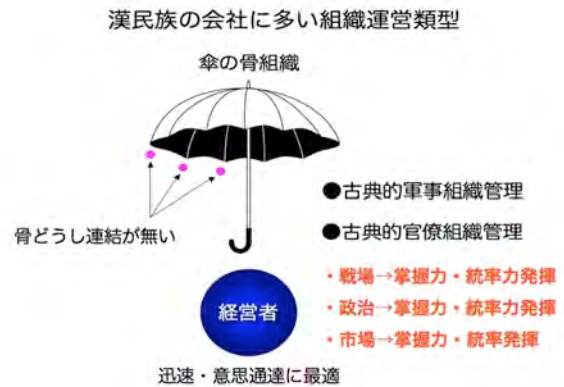 漢民族の会社に多い組織運営類型
傘の骨組織
●古典的軍事組織管理
骨どうし連結が無い
●古典的官僚組織管理
・戦場→掌握力・統率力発揮
経営者
・政治→掌握力・統率力発揮
・市場→掌握力・統率発揮
迅速・意思通達に最適